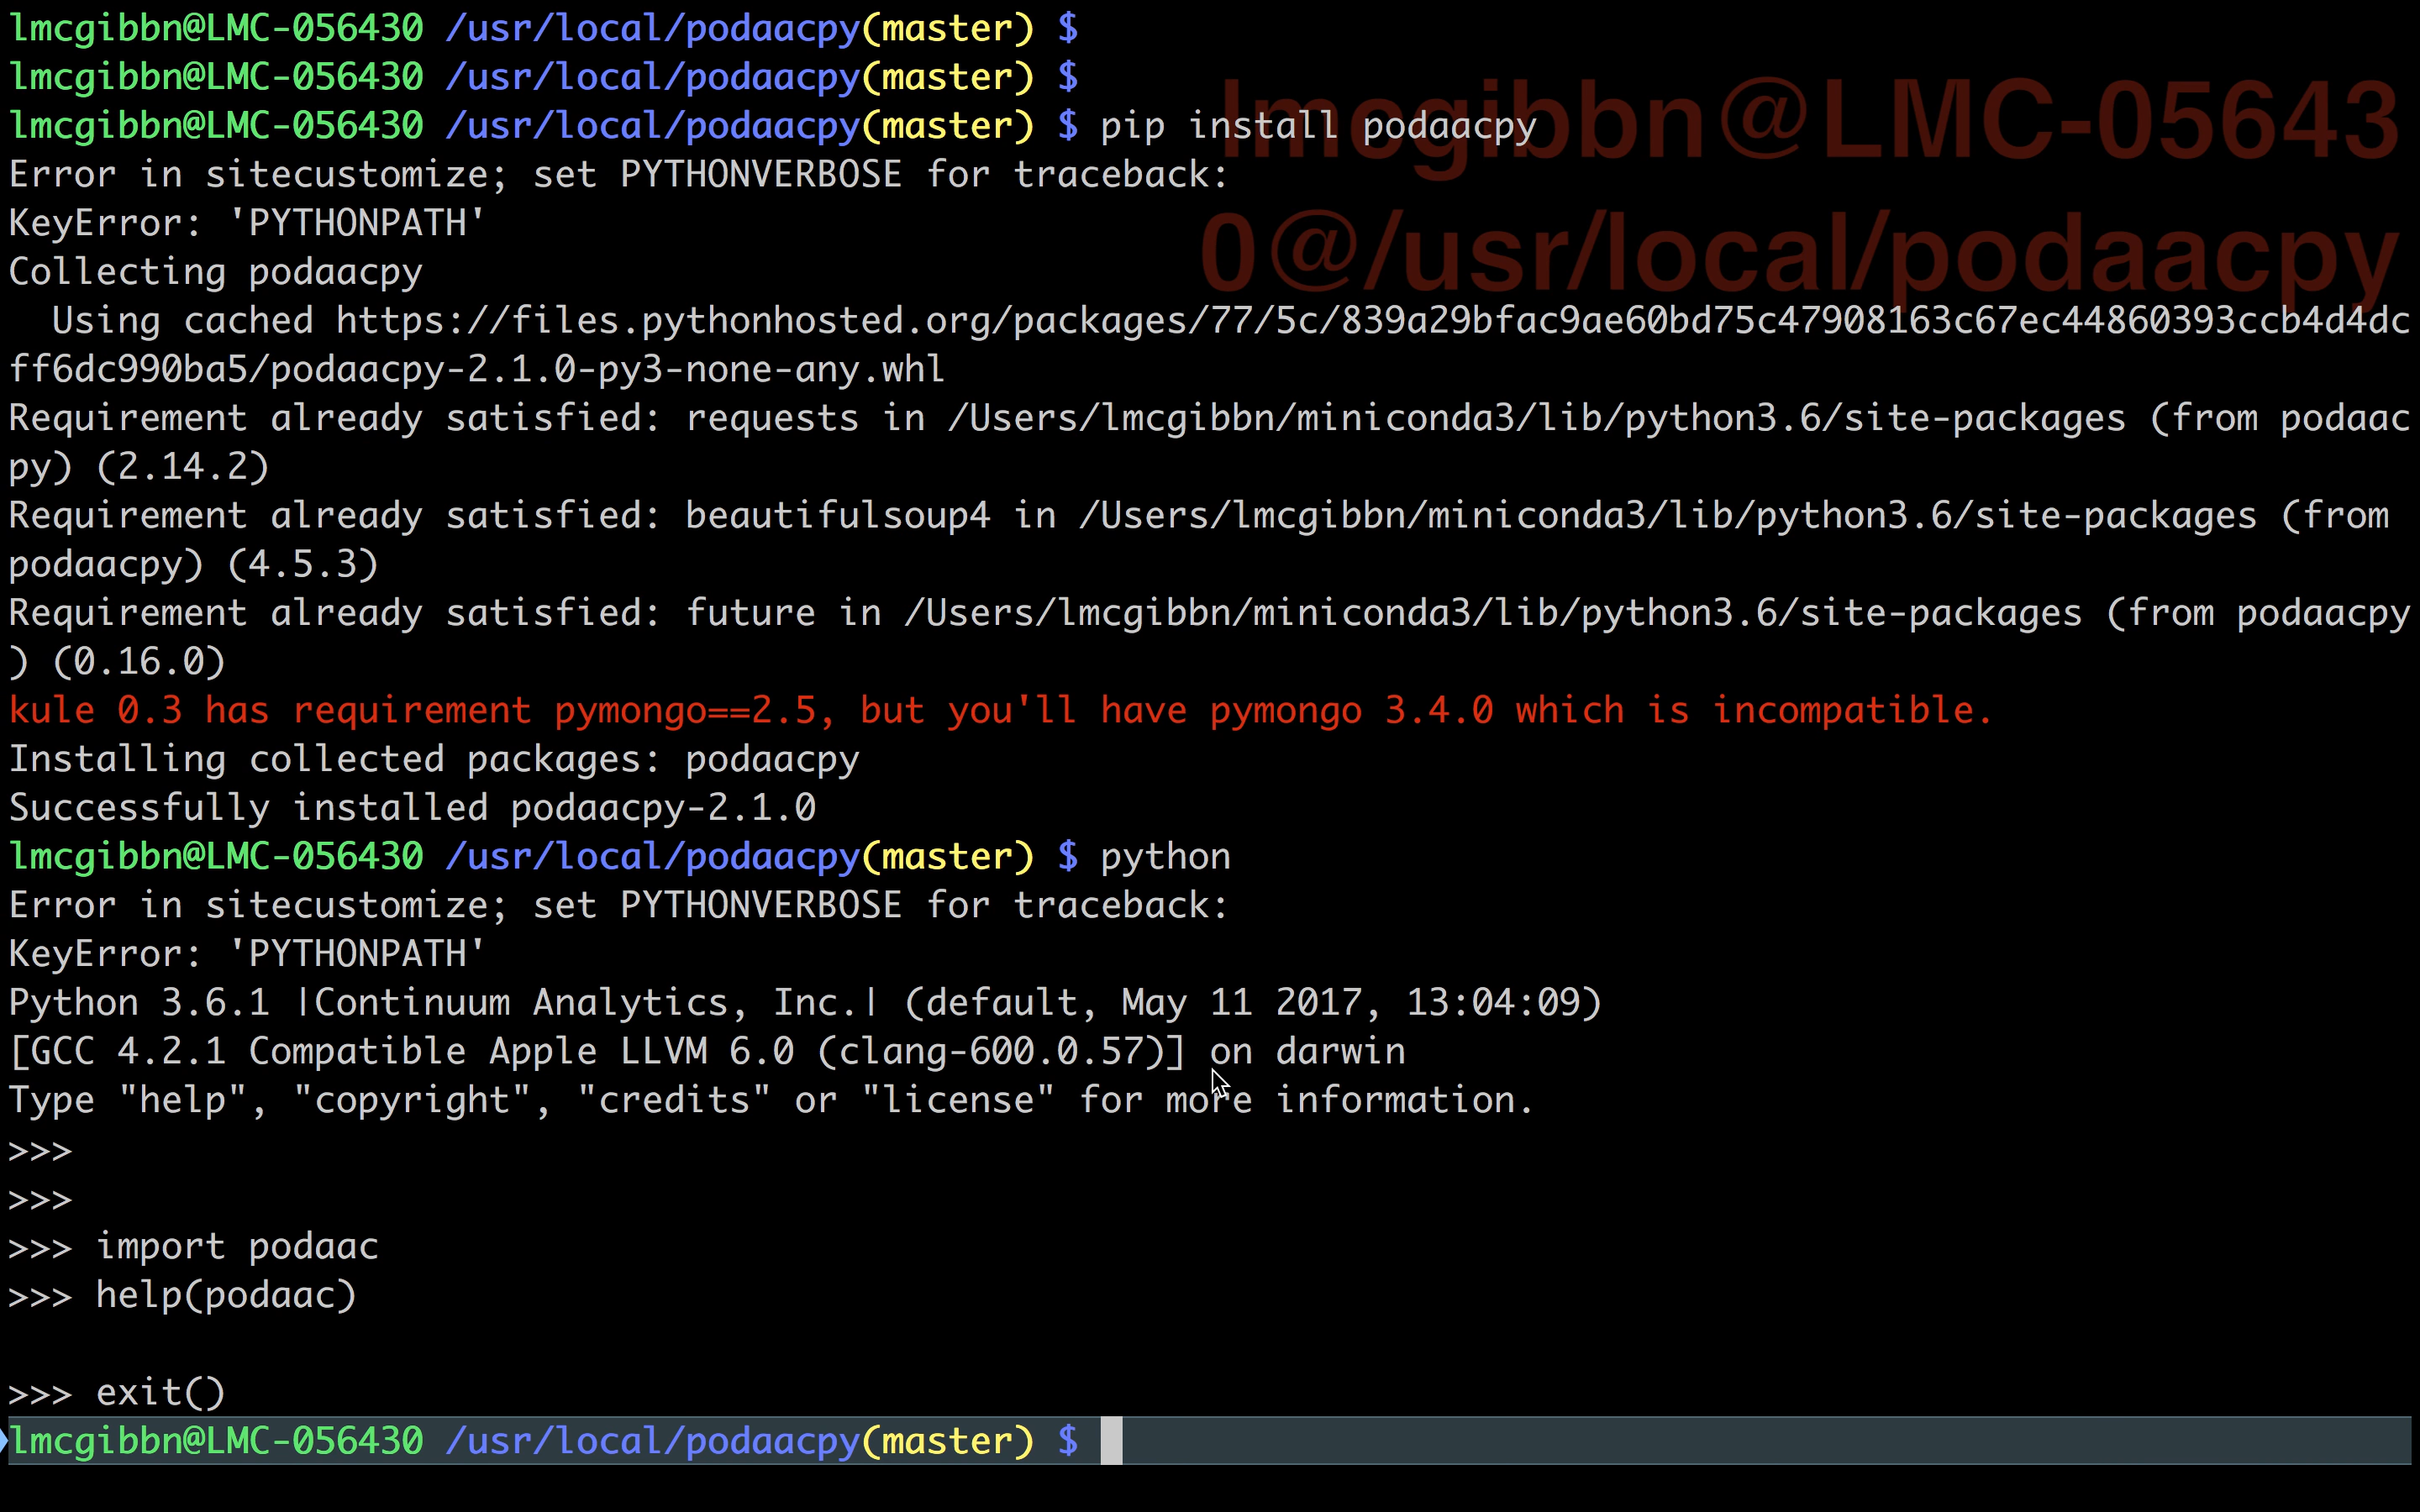 lmcgibbn@LMC-056430 /usr/local/podaacpy(master) $
lmcgibbn@LMC-056430 /usr/local/podaacpy(master) $
lmcgibbn@LMC-056430 /usr/local/podaacpy(master) $ pip install podaacpy
lmcgibbn@LMC-05643
0@/usr/local/podaacpy
Error in sitecustomize; set PYTHONVERBOSE for traceback:
KeyError: 'PYTHONPATH'
Collecting podaacpy
  Using cached https://files.pythonhosted.org/packages/77/5c/839a29bfac9ae60bd75c47908163c67ec44860393ccb4d4dc
ff6dc990ba5/podaacpy-2.1.0-py3-none-any.whl
Requirement already satisfied: requests in /Users/lmcgibbn/miniconda3/lib/python3.6/site-packages (from podaac
py) (2.14.2)
Requirement already satisfied: beautifulsoup4 in /Users/lmcgibbn/miniconda3/lib/python3.6/site-packages (from
podaacpy) (4.5.3)
Requirement already satisfied: future in /Users/lmcgibbn/miniconda3/lib/python3.6/site-packages (from podaacpy
) (0.16.0)
kule 0.3 has requirement pymongo==2.5, but you'll have pymongo 3.4.0 which is incompatible.
Installing collected packages: podaacpy
Successfully installed podaacpy-2.1.0
lmcgibbn@LMC-056430 /usr/local/podaacpy(master) $ python
Error in sitecustomize; set PYTHONVERBOSE for traceback:
KeyError: 'PYTHONPATH'
Python 3.6.1 |Continuum Analytics, Inc.| (default, May 11 2017, 13:04:09)
[GCC 4.2.1 Compatible Apple LLVM 6.0 (clang-600.0.57)] on darwin
Type "help", "copyright", "credits" or "license" for more information.
>>>
>>>
>>> import podaac
>>> help(podaac)
>>> exit()
lmcgibbn@LMC-056430 /usr/local/podaacpy(master) $